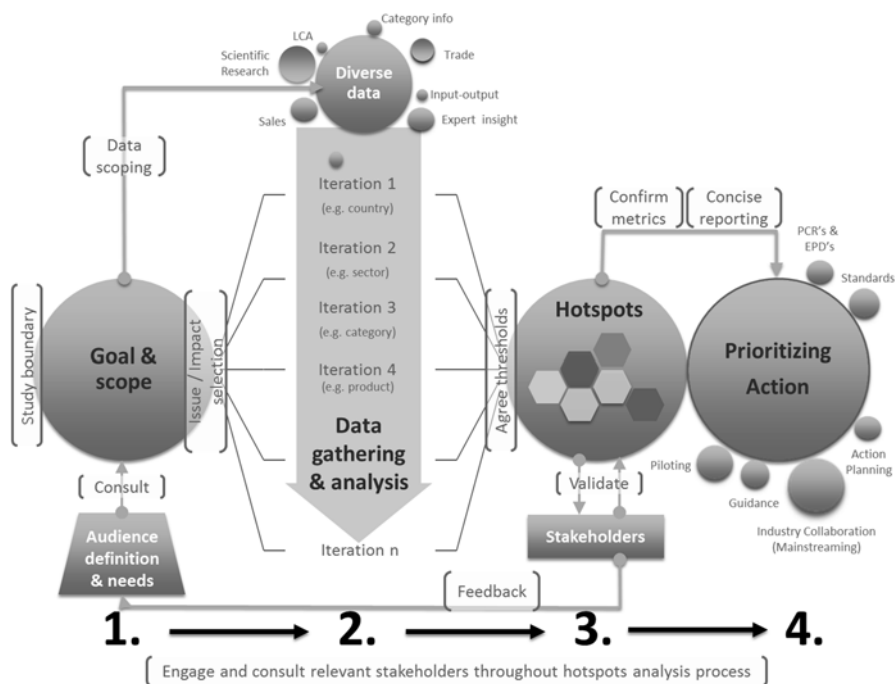 Category info
LCA
Scientific
Research
Trade
Diverse
data
Input-output
Sales
Expert insight
Data
scoping
Iteration 1
(e.g. country)
Iteration 2
(e.g. sector)
Iteration 3
(e.g. category)
Iteration 4
(e.g. product)
Data
gathering
& analysis
Iteration n
Study boundary
Goal &
scope
Issue / Impact
selection
Consult
Audience
definition
& needs
Agree thresholds
Confirm
metrics
Concise
reporting
Hotspots
PCR's &
EPD's
Standards
Prioritizing
Action
Action
Planning
Piloting
Guidance
Industry Collaboration
(Mainstreaming)
Validate
Stakeholders
Feedback
1. 2. 3. 4.
Engage and consult relevant stakeholders throughout hotspots analysis process